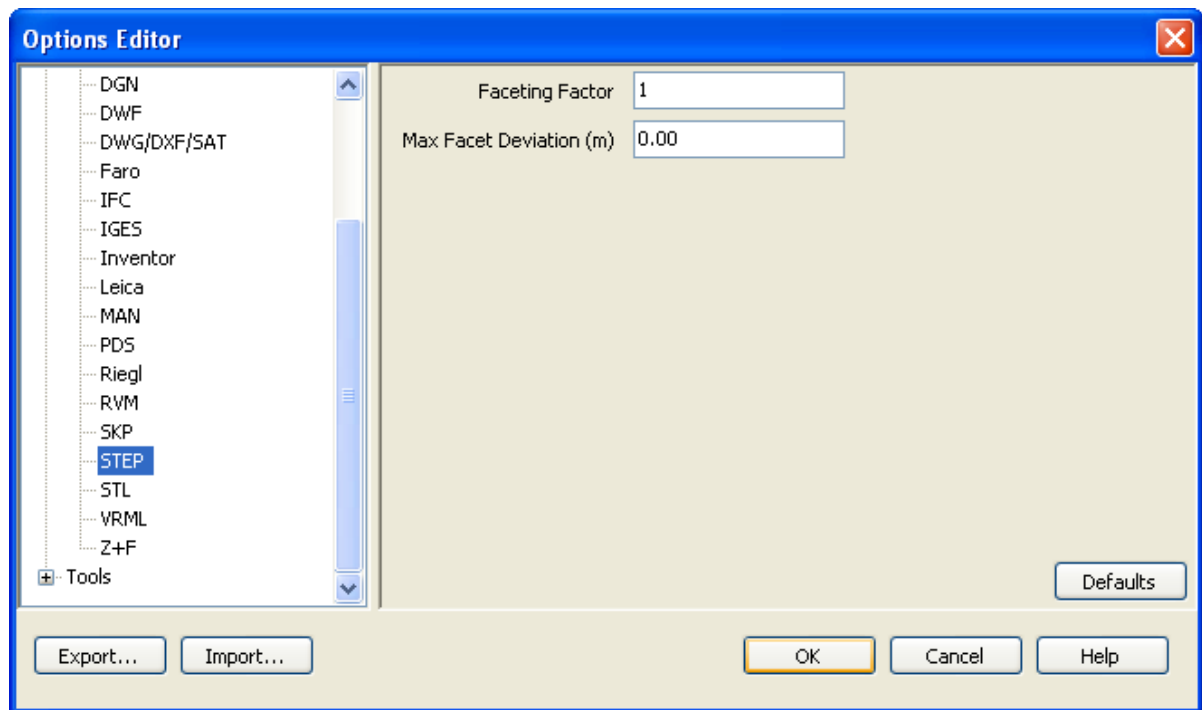 Options Editor
DGN
DWF
DWG/DXF/SAT
Faro
IFC
IGES
Inventor
Leica
MAN
PDS
Riegl
RVM
SKP
STEP
STL
VRML
Z+F
Tools
Faceting Factor 1
Max Facet Deviation (m) 0.00
Defaults
Export... Import... OK Cancel Help